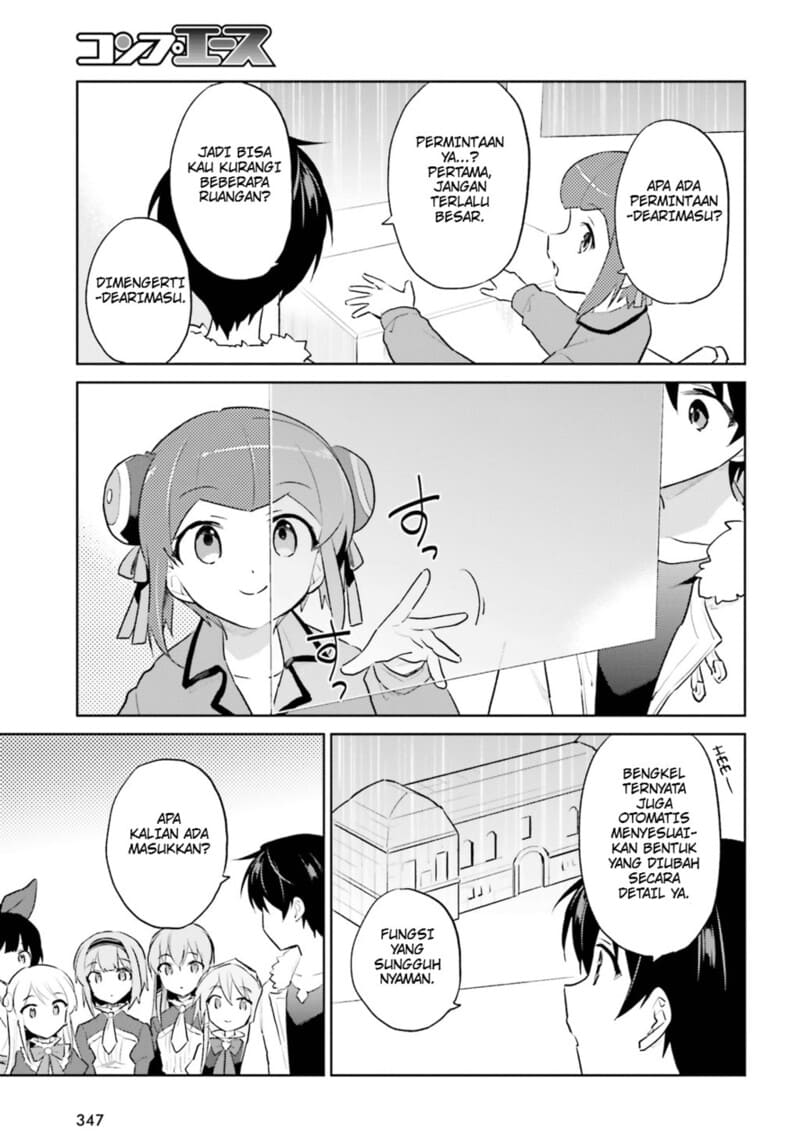 コンプエース
APA ADA
PERMINTAAN
-DEARIMASU?
PERMINTAAN
YA...?
PERTAMA,
JANGAN
TERLALU
BESAR.
JADI BISA
KAU KURANGI
BEBERAPA
RUANGAN?
DIMENGERTI
-DEARIMASU.
すっ
すっ
HEE—
BENGKEL
TERNYATA
JUGA
OTOMATIS
MENYESUAI-
KAN BENTUK
YANG DIUBAH
SECARA
DETAIL YA.
FUNGSI
YANG
SUNGGUH
NYAMAN.
APA
KALIAN ADA
MASUKKAN?
347